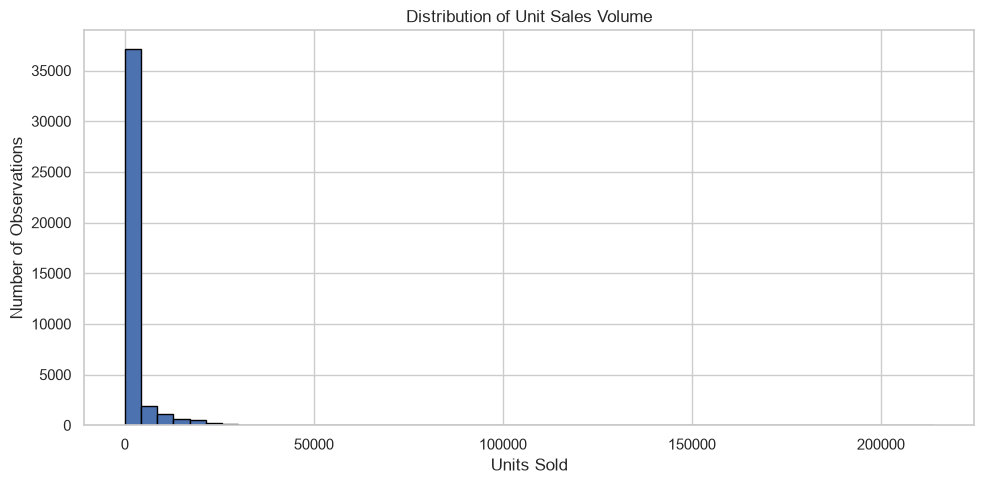 Distribution of Unit Sales Volume
Number of Observations
35000
30000
25000
20000
15000
10000
5000
0
0 50000 100000 150000 200000
Units Sold